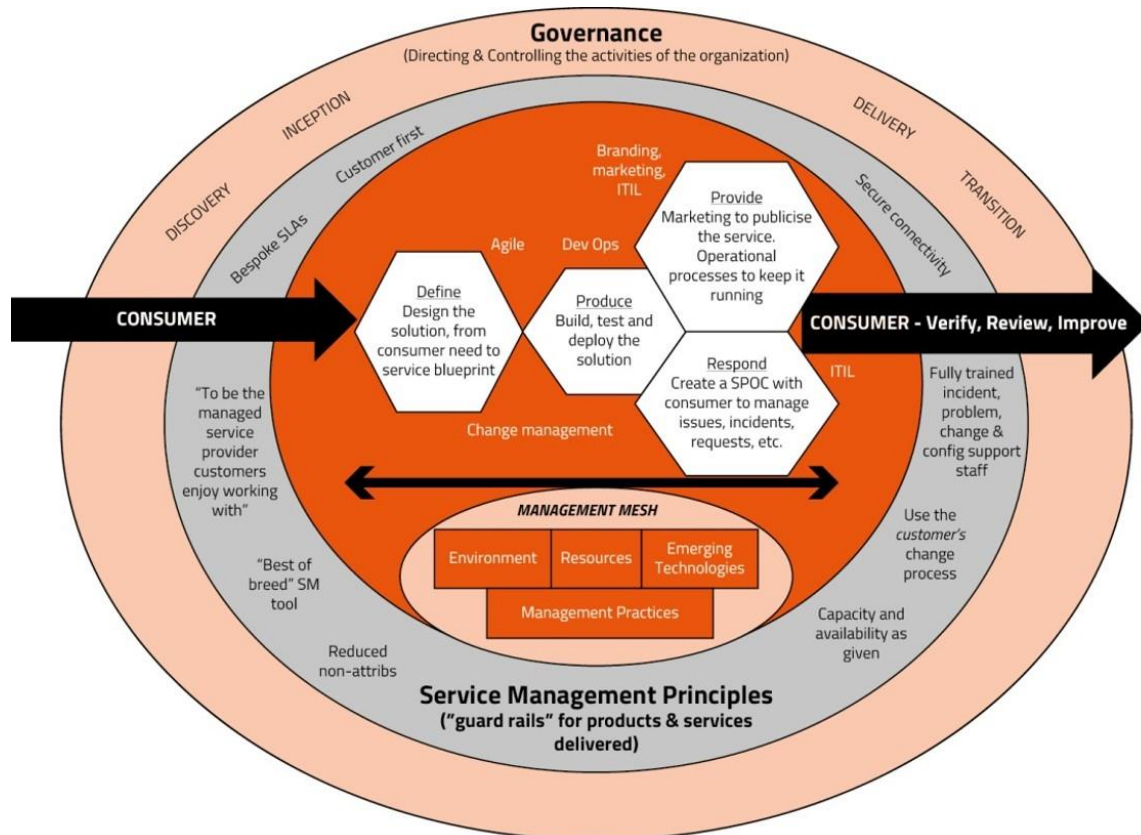 Governance
(Directing & Controlling the activities of the organization)
DISCOVERY
INCEPTION
DELIVERY
TRANSITION
Bespoke SLAs
Customer first
Secure connectivity
Branding,
marketing,
ITIL
Agile
Dev Ops
CONSUMER
Define
Design the
solution, from
consumer need to
service blueprint
Produce
Build, test and
deploy the
solution
Provide
Marketing to publicise
the service.
Operational
processes to keep it
running
Respond
Create a SPOC with
consumer to manage
issues, incidents,
requests, etc.
CONSUMER - Verify, Review, Improve
ITIL
Change management
"To be the
managed
service
provider
customers
enjoy working
with"
"Best of
breed" SM
tool
Reduced
non-attribs
Fully trained
incident,
problem,
change &
config support
staff
Use the
customer's
change
process
Capacity and
availability as
given
MANAGEMENT MESH
Environment
Resources
Emerging
Technologies
Management Practices
Service Management Principles
("guard rails" for products & services
delivered)